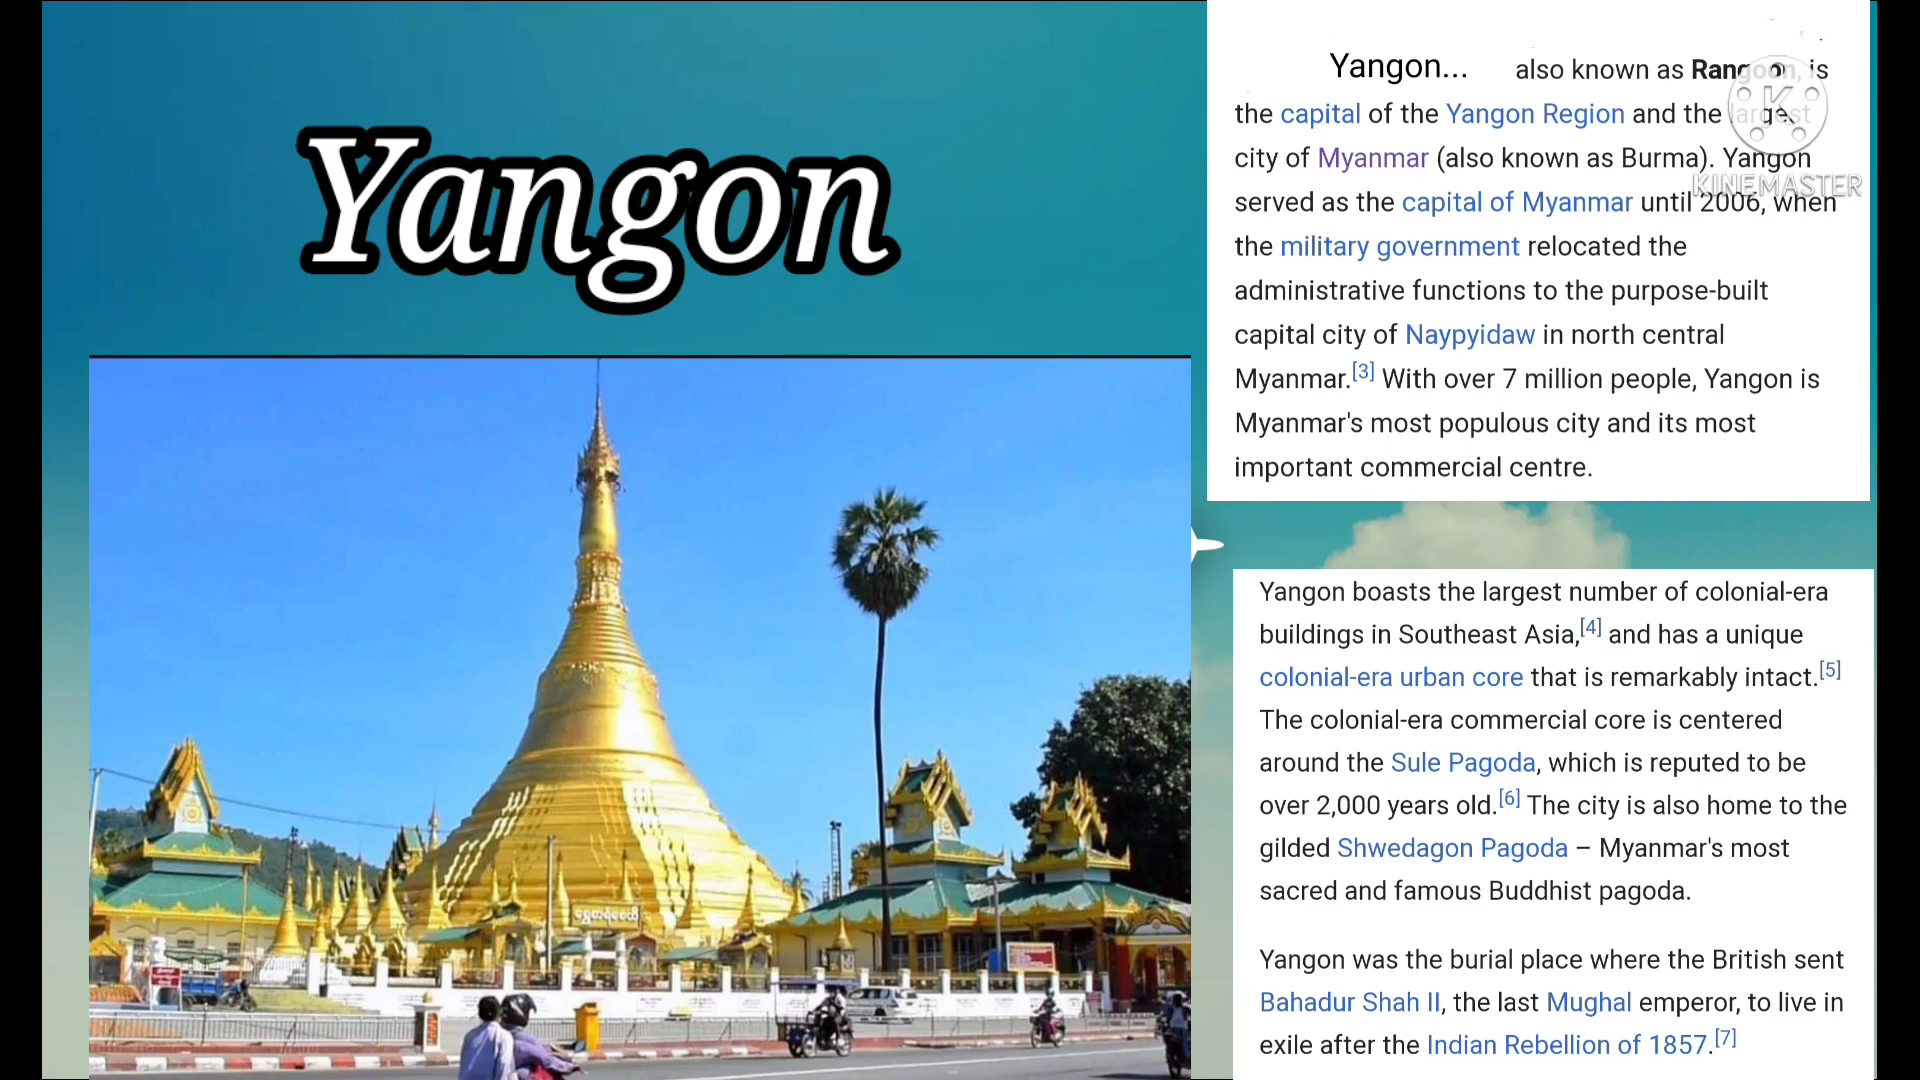 Yangon
Yangon... also known as Rangoon, is
the capital of the Yangon Region and the largest
city of Myanmar (also known as Burma). Yangon
served as the capital of Myanmar until 2006, when
the military government relocated the
administrative functions to the purpose-built
capital city of Naypyidaw in north central
Myanmar.[3] With over 7 million people, Yangon is
Myanmar's most populous city and its most
important commercial centre.
KINEMASTER
Yangon boasts the largest number of colonial-era
buildings in Southeast Asia,[4] and has a unique
colonial-era urban core that is remarkably intact.[5]
The colonial-era commercial core is centered
around the Sule Pagoda, which is reputed to be
over 2,000 years old.[6] The city is also home to the
gilded Shwedagon Pagoda – Myanmar's most
sacred and famous Buddhist pagoda.
Yangon was the burial place where the British sent
Bahadur Shah II, the last Mughal emperor, to live in
exile after the Indian Rebellion of 1857.[7]